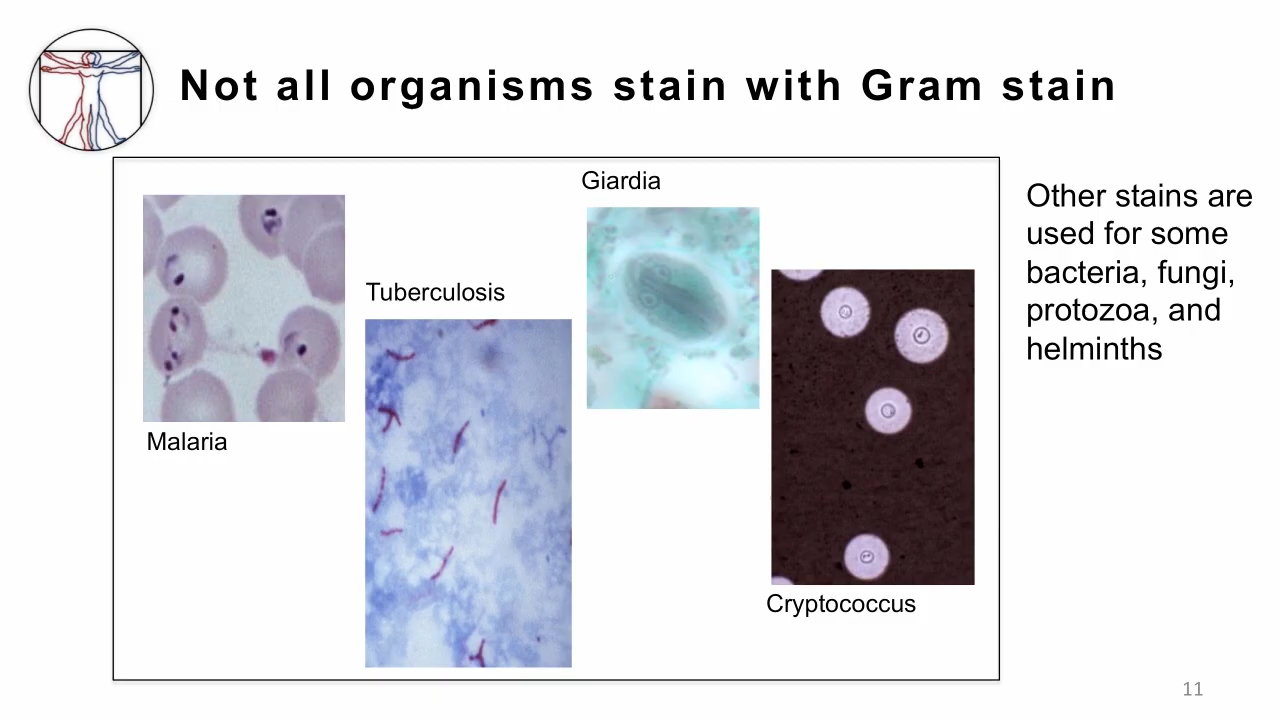 Not all organisms stain with Gram stain
Giardia
Other stains are
used for some
bacteria, fungi,
protozoa, and
helminths
Tuberculosis
Malaria
Cryptococcus
11